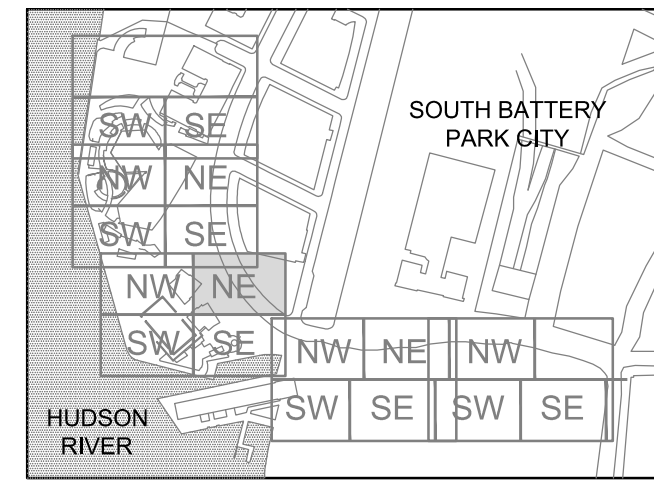 SOUTH BATTERY
PARK CITY
SW SE
NW NE
SW SE
NW NE
SW SE
NW NE NW
SW SE SW SE
HUDSON
RIVER